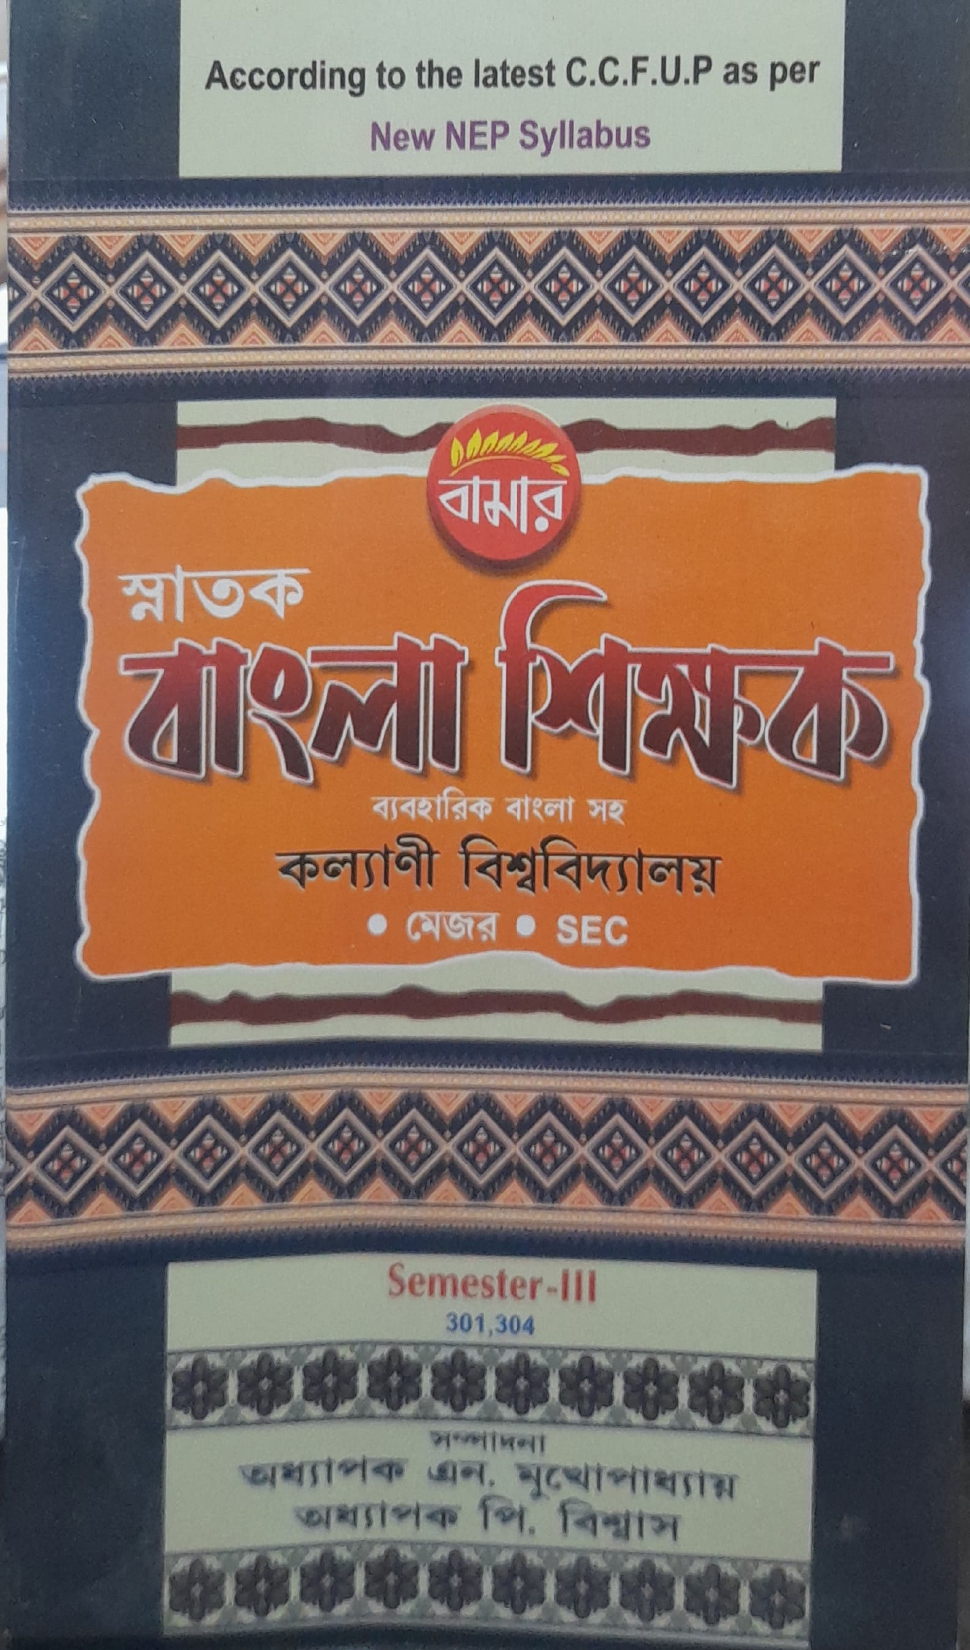 According to the latest C.C.F.U.P as per
New NEP Syllabus
বামার
স্নাতক
বাংলা শিক্ষক
ব্যবহারিক বাংলা সহ
কল্যাণী বিশ্ববিদ্যালয়
• মেজর • SEC
Semester-III
301,304
সম্পাদনা
অধ্যাপক এন. মুখোপাধ্যায়
অধ্যাপক পি. বিশ্বাস